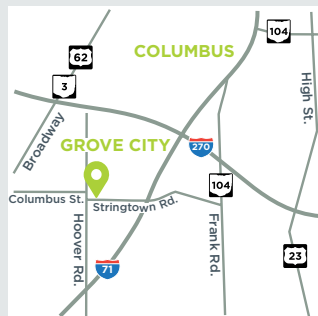 COLUMBUS
104
62
3
High St.
Broadway
GROVE CITY
270
104
Columbus St.
Stringtown Rd.
Hoover Rd.
Frank Rd.
23
71